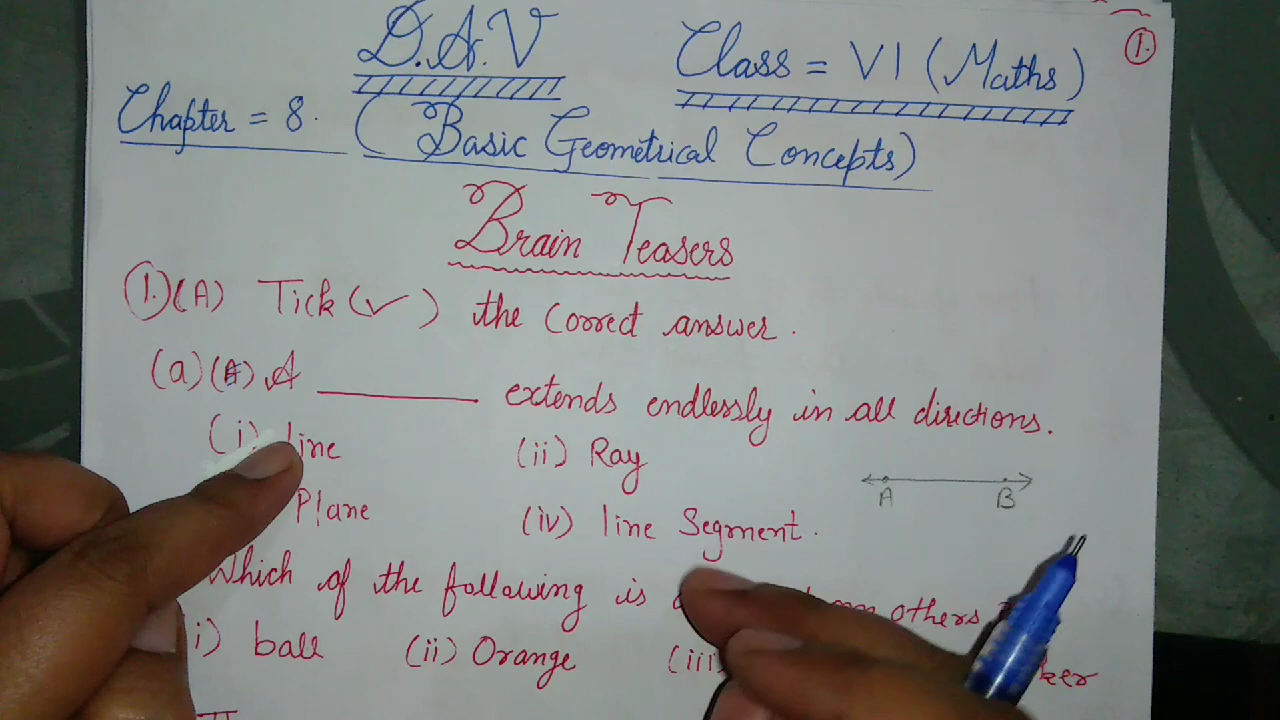 1.
D.A.V Class = VI (Maths)
Chapter = 8. (Basic Geometrical Concepts)
Brain Teasers
1. (A) Tick (✓) the Correct answer.
(a) A ________ extends endlessly in all directions.
(i) line (ii) Ray
A B
Plane (iv) line Segment.
Which of the following is others
i) ball (ii) Orange (iii